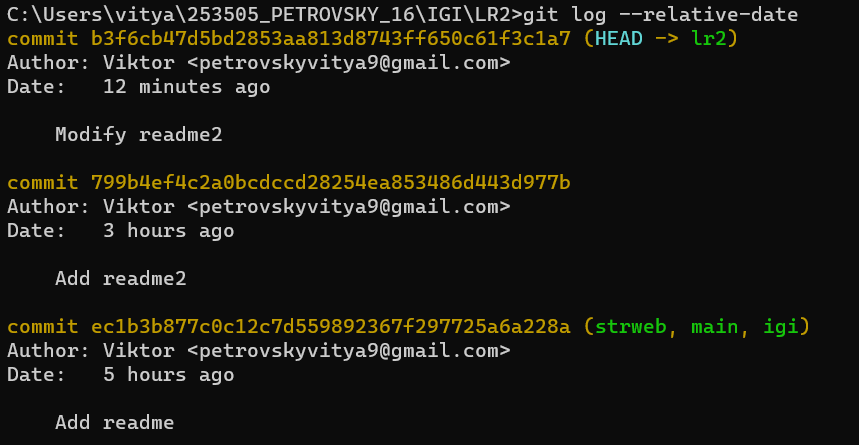 C:\Users\vitya\253505_PETROVSKY_16\IGI\LR2>git log --relative-date
commit b3f6cb47d5bd2853aa813d8743ff650c61f3c1a7 (HEAD -> lr2)
Author: Viktor <petrovskyvitya9@gmail.com>
Date:   12 minutes ago

    Modify readme2

commit 799b4ef4c2a0bcdccd28254ea853486d443d977b
Author: Viktor <petrovskyvitya9@gmail.com>
Date:   3 hours ago

    Add readme2

commit ec1b3b877c0c12c7d559892367f297725a6a228a (strweb, main, igi)
Author: Viktor <petrovskyvitya9@gmail.com>
Date:   5 hours ago

    Add readme